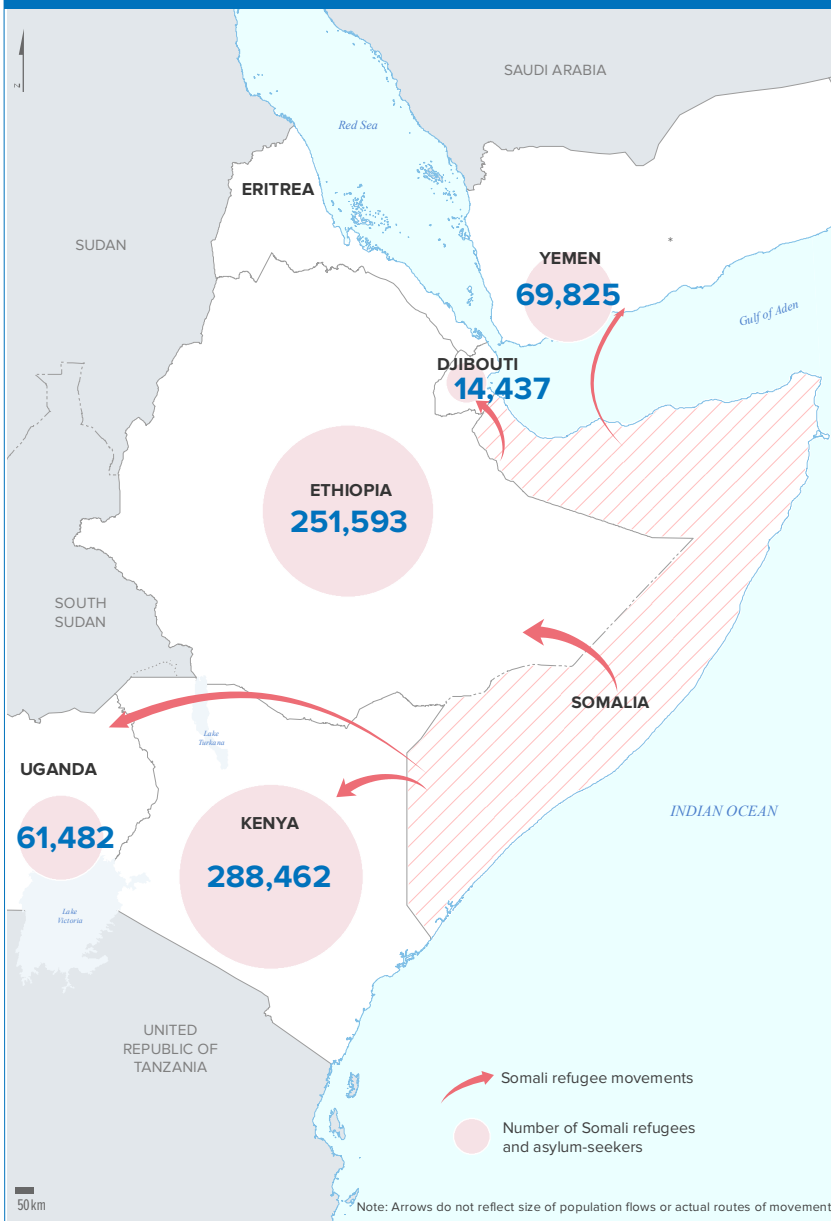 N
SAUDI ARABIA
Red Sea
ERITREA
SUDAN
*
YEMEN
69,825
Gulf of Aden
DJIBOUTI
14,437
ETHIOPIA
251,593
SOUTH
SUDAN
SOMALIA
Lake
Turkana
UGANDA
61,482
KENYA
288,462
INDIAN OCEAN
Lake
Victoria
UNITED
REPUBLIC OF
TANZANIA
Somali refugee movements
Number of Somali refugees
and asylum-seekers
50 km
Note: Arrows do not reflect size of population flows or actual routes of movement